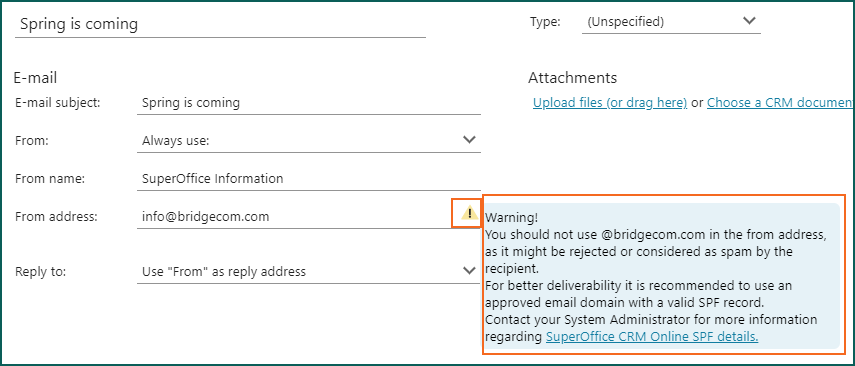 Spring is coming
Type: (Unspecified)
E-mail
Attachments
E-mail subject: Spring is coming
Upload files (or drag here) or Choose a CRM document
From: Always use:
From name: SuperOffice Information
From address: info@bridgecom.com
Warning!
You should not use @bridgecom.com in the from address,
as it might be rejected or considered as spam by the
recipient.
For better deliverability it is recommended to use an
approved email domain with a valid SPF record.
Contact your System Administrator for more information
regarding SuperOffice CRM Online SPF details.
Reply to: Use "From" as reply address